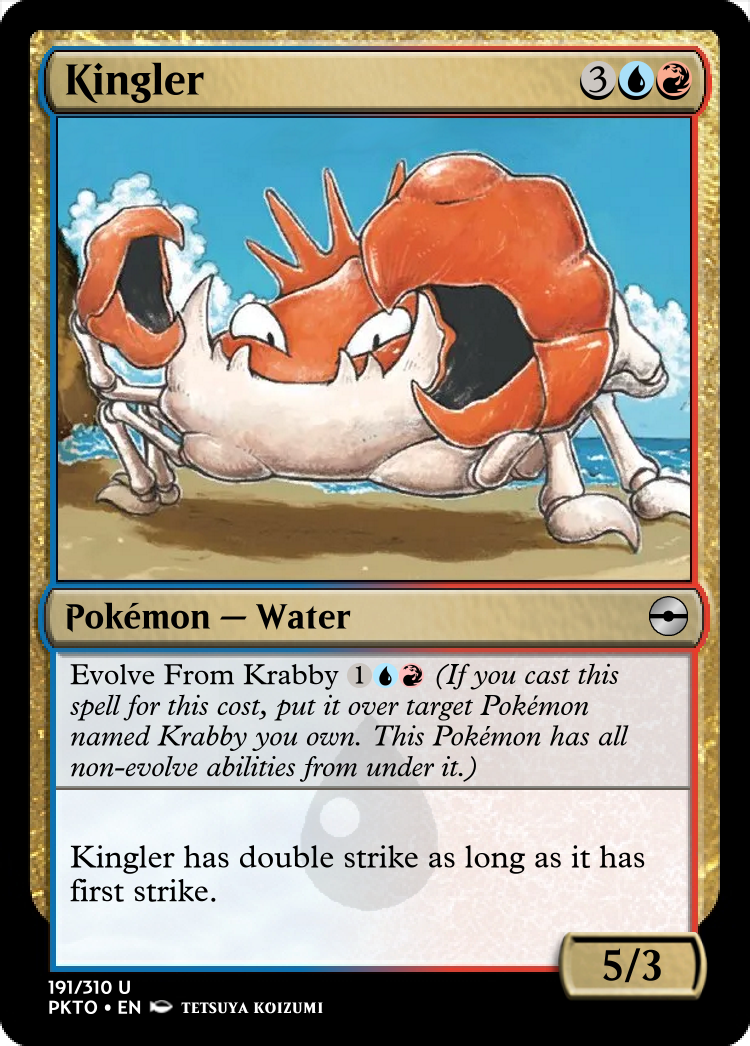 Kingler 3
Pokémon — Water
Evolve From Krabby 1 (If you cast this
spell for this cost, put it over target Pokémon
named Krabby you own. This Pokémon has all
non-evolve abilities from under it.)
Kingler has double strike as long as it has
first strike.
5/3
191/310 U
PKTO • EN TETSUYA KOIZUMI